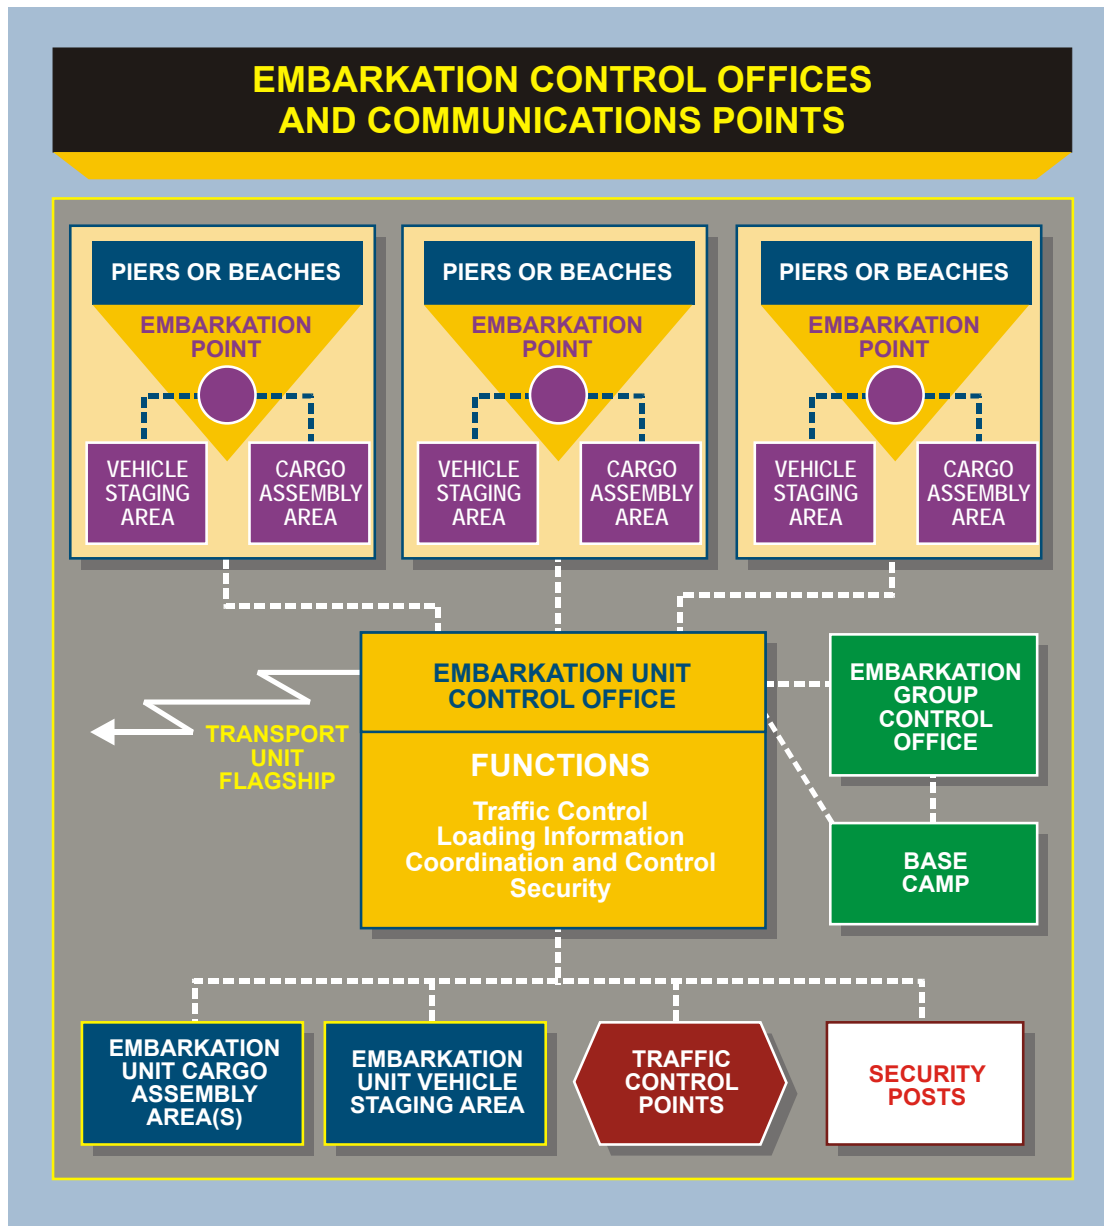 EMBARKATION CONTROL OFFICES
AND COMMUNICATIONS POINTS
PIERS OR BEACHES
EMBARKATION
POINT
VEHICLE
STAGING
AREA
CARGO
ASSEMBLY
AREA
PIERS OR BEACHES
EMBARKATION
POINT
VEHICLE
STAGING
AREA
CARGO
ASSEMBLY
AREA
PIERS OR BEACHES
EMBARKATION
POINT
VEHICLE
STAGING
AREA
CARGO
ASSEMBLY
AREA
EMBARKATION UNIT
CONTROL OFFICE
FUNCTIONS
Traffic Control
Loading Information
Coordination and Control
Security
TRANSPORT
UNIT
FLAGSHIP
EMBARKATION
GROUP
CONTROL
OFFICE
BASE
CAMP
EMBARKATION
UNIT CARGO
ASSEMBLY
AREA(S)
EMBARKATION
UNIT VEHICLE
STAGING AREA
TRAFFIC
CONTROL
POINTS
SECURITY
POSTS